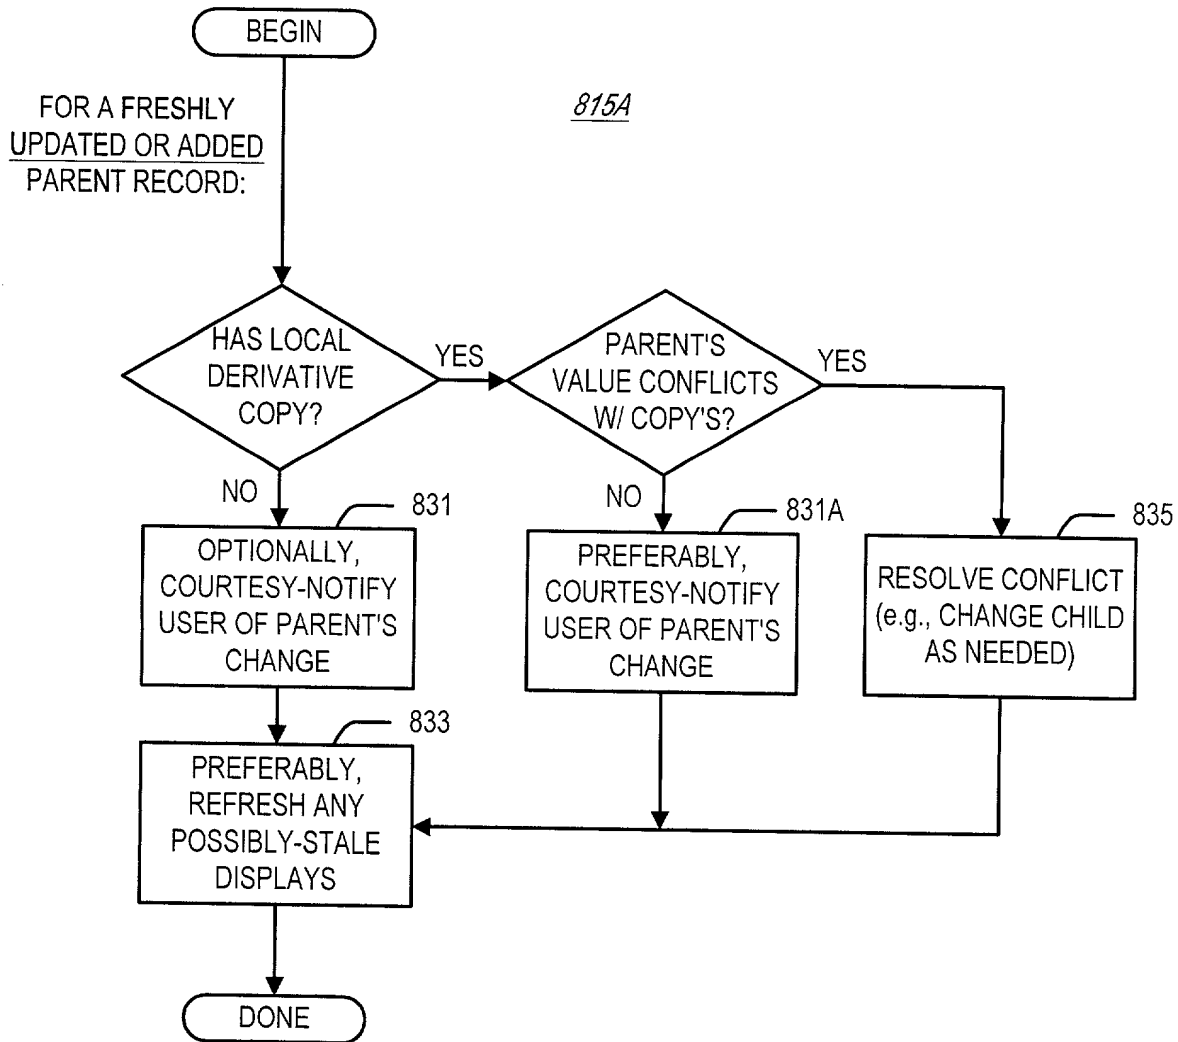 BEGIN
FOR A FRESHLY
UPDATED OR ADDED
PARENT RECORD:
815A
HAS LOCAL
DERIVATIVE
COPY?
YES
PARENT'S
VALUE CONFLICTS
W/ COPY'S?
YES
NO
831
OPTIONALLY,
COURTESY-NOTIFY
USER OF PARENT'S
CHANGE
NO
831A
PREFERABLY,
COURTESY-NOTIFY
USER OF PARENT'S
CHANGE
835
RESOLVE CONFLICT
(e.g., CHANGE CHILD
AS NEEDED)
833
PREFERABLY,
REFRESH ANY
POSSIBLY-STALE
DISPLAYS
DONE